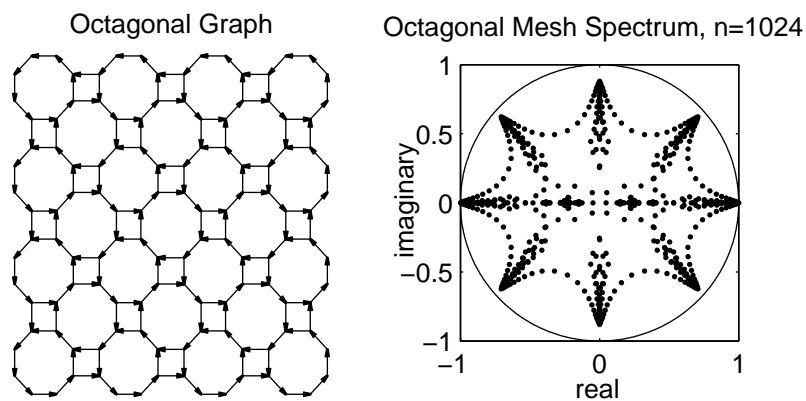 Octagonal Graph
Octagonal Mesh Spectrum, n=1024
1
0.5
0
−0.5
−1
−1
0
1
imaginary
real